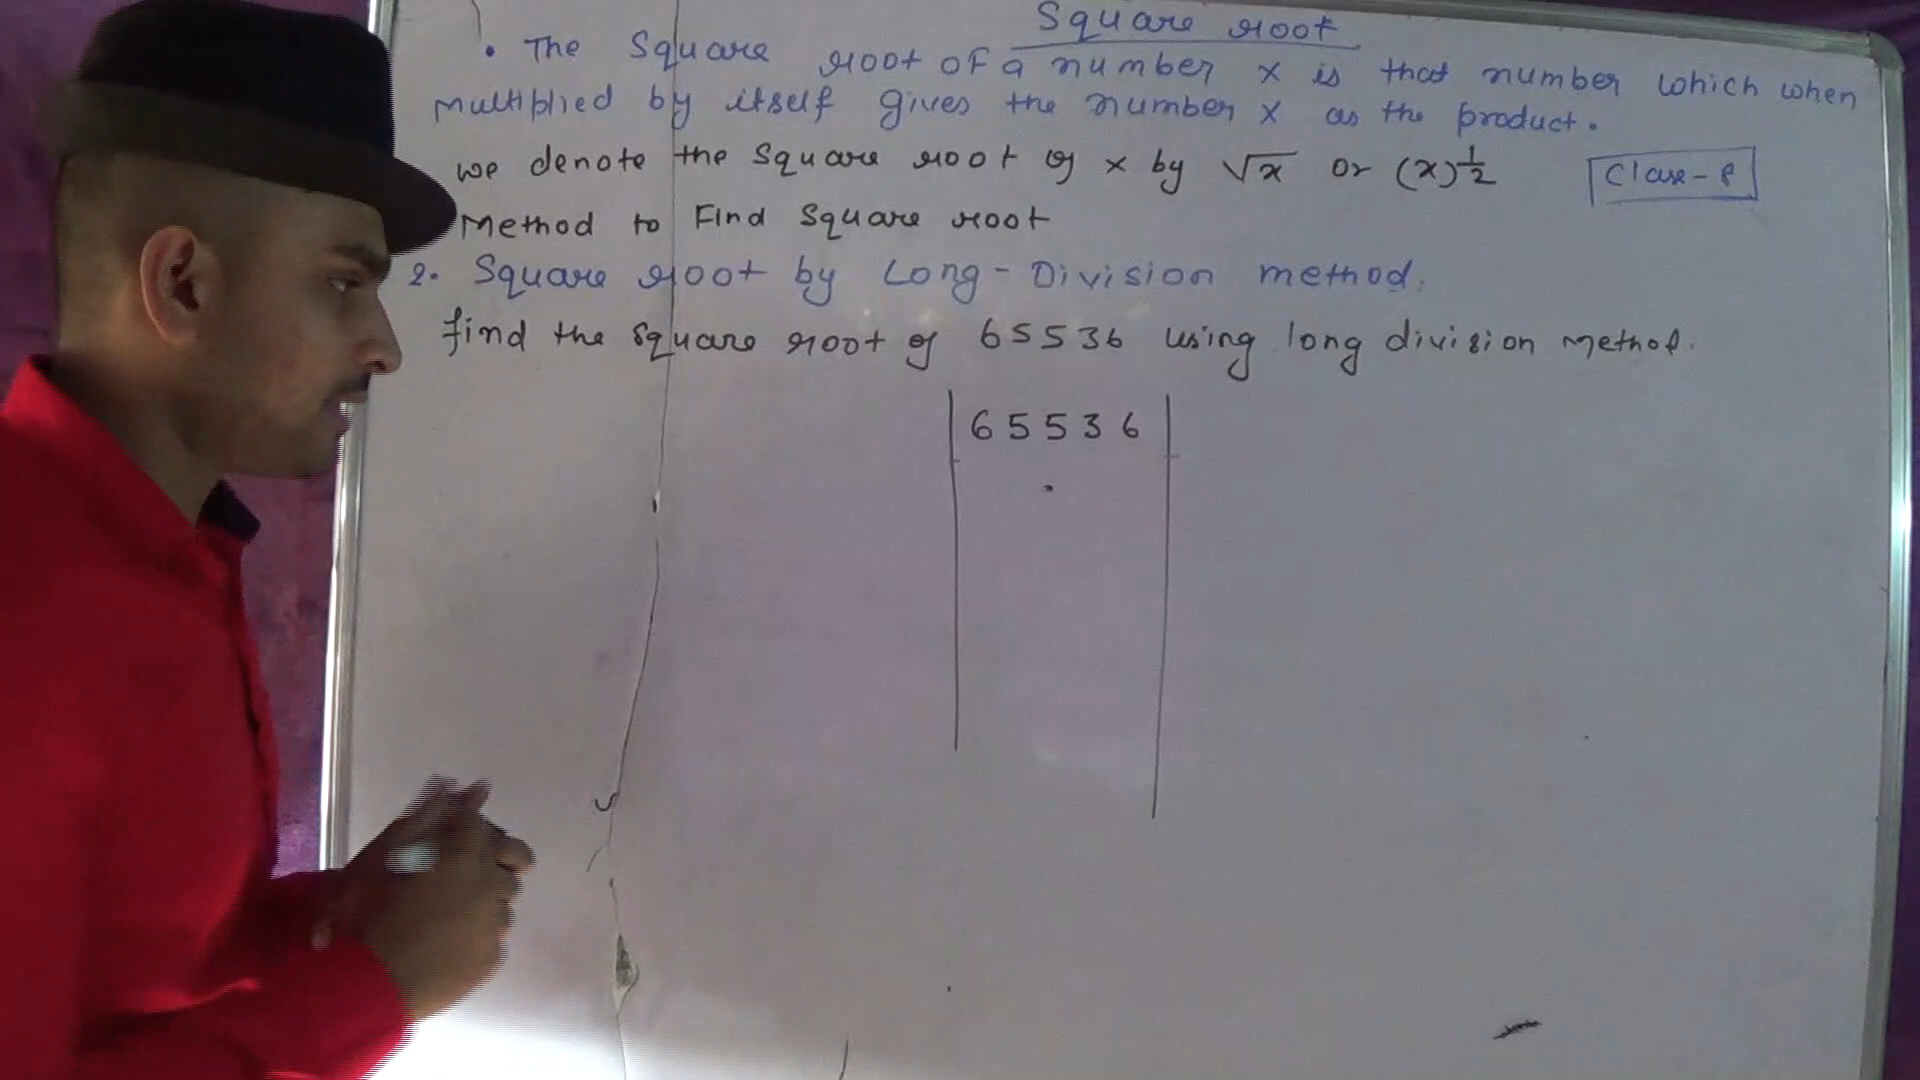 Square root
• The Square root of a number x is that number which when
multiplied by itself gives the number x as the product.
we denote the square root of x by √x or (x)^1/2
Class-8
Method to Find Square root
2. Square root by Long-Division method.
find the square root of 65536 using long division method.
65536